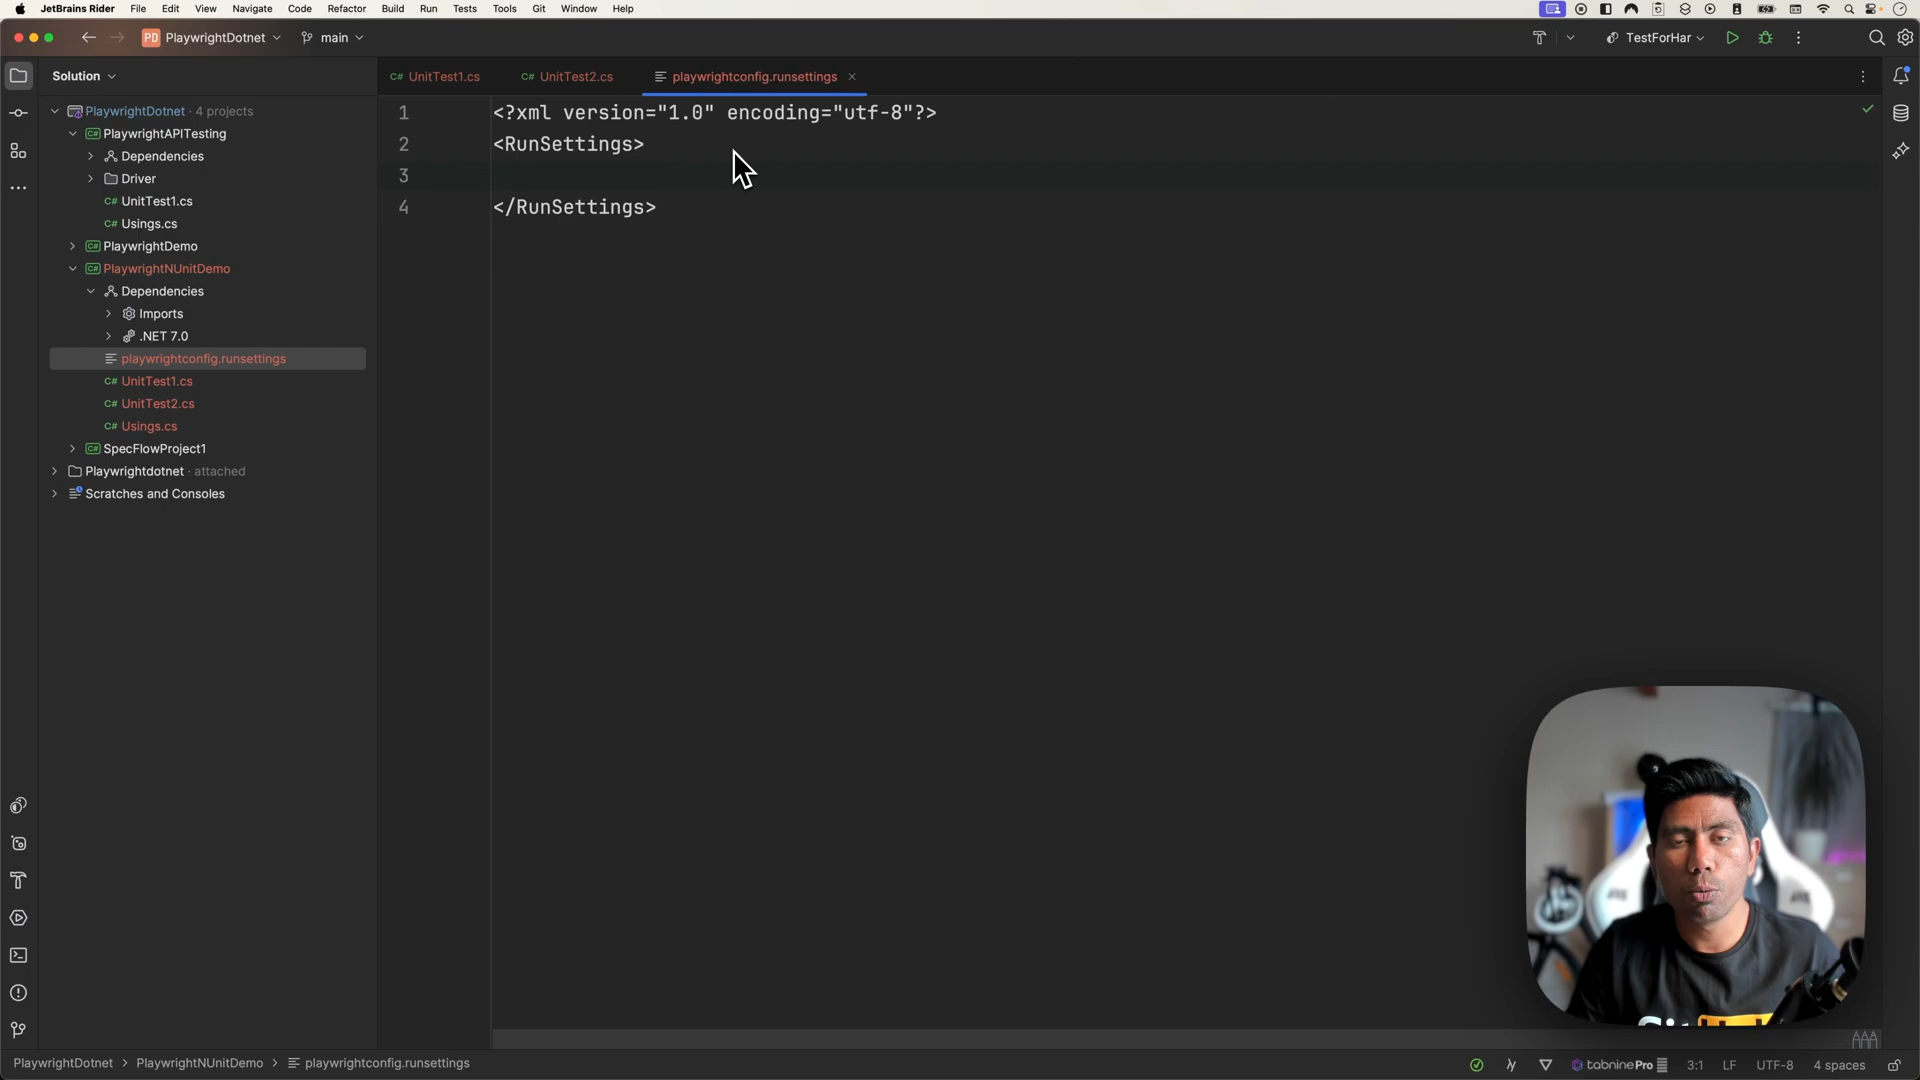 JetBrains Rider File Edit View Navigate Code Refactor Build Run Tests Tools Git Window Help
PD PlaywrightDotnet main TestForHar
Solution
C# UnitTest1.cs C# UnitTest2.cs playwrightconfig.runsettings
PlaywrightDotnet · 4 projects
C# PlaywrightAPITesting
Dependencies
Driver
C# UnitTest1.cs
C# Usings.cs
C# PlaywrightDemo
C# PlaywrightNUnitDemo
Dependencies
Imports
.NET 7.0
playwrightconfig.runsettings
C# UnitTest1.cs
C# UnitTest2.cs
C# Usings.cs
C# SpecFlowProject1
Playwrightdotnet · attached
Scratches and Consoles
1 <?xml version="1.0" encoding="utf-8"?>
2 <RunSettings>
3
4 </RunSettings>
PlaywrightDotnet > PlaywrightNUnitDemo > playwrightconfig.runsettings
tabninePro 3:1 LF UTF-8 4 spaces